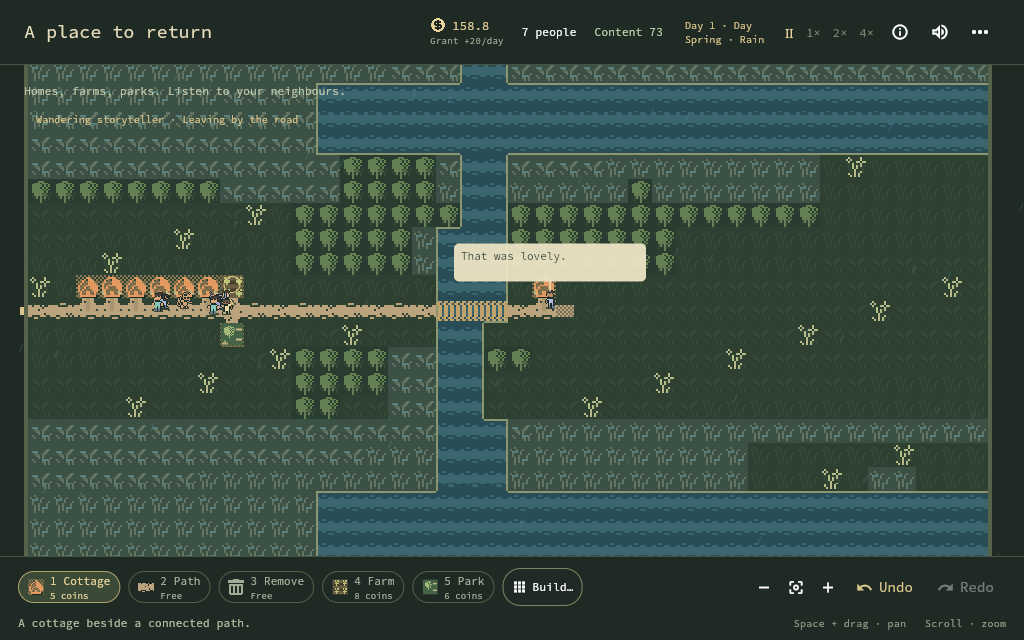 A place to return
158.8
Grant +20/day
7 people
Content 73
Day 1 · Day
Spring · Rain
II 1× 2× 4×
Homes, farms, parks. Listen to your neighbours.
Wandering storyteller · Leaving by the road
That was lovely.
1 Cottage
5 coins
2 Path
Free
3 Remove
Free
4 Farm
8 coins
5 Park
6 coins
Build…
Undo
Redo
A cottage beside a connected path.
Space + drag · pan
Scroll · zoom